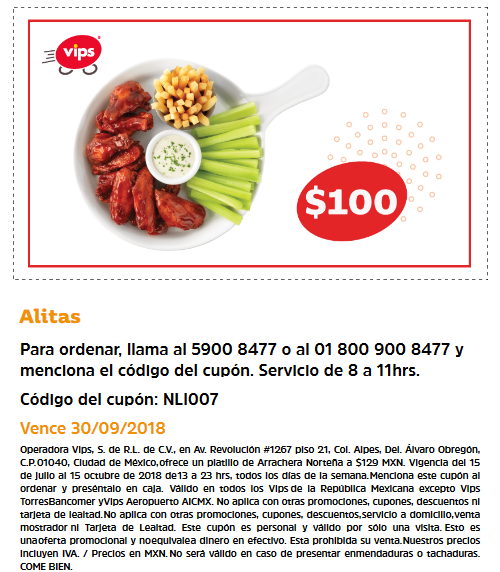 vips
$100
Alitas
Para ordenar, llama al 5900 8477 o al 01 800 900 8477 y
menciona el código del cupón. Servicio de 8 a 11hrs.
Código del cupón: NLI007
Vence 30/09/2018
Operadora Vips, S. de R.L. de C.V., en Av. Revolución #1267 piso 21, Col. Alpes, Del. Álvaro Obregón,
C.P.01040, Ciudad de México,ofrece un platillo de Arrachera Norteña a $129 MXN. Vigencia del 15
de julio al 15 octubre de 2018 de13 a 23 hrs, todos los días de la semana.Menciona este cupón al
ordenar y preséntalo en caja. Válido en todos los Vips de la República Mexicana excepto Vips
TorresBancomer yVips Aeropuerto AICMX. No aplica con otras promociones, cupones, descuentos ni
tarjeta de lealtad.No aplica con otras promociones, cupones, descuentos,servicio a domicilio,venta
mostrador ni Tarjeta de Lealtad. Este cupón es personal y válido por sólo una visita. Esto es
unaoferta promocional y noequivalea dinero en efectivo. Esta prohibida su venta.Nuestros precios
incluyen IVA. / Precios en MXN. No será válido en caso de presentar enmendaduras o tachaduras.
COME BIEN.